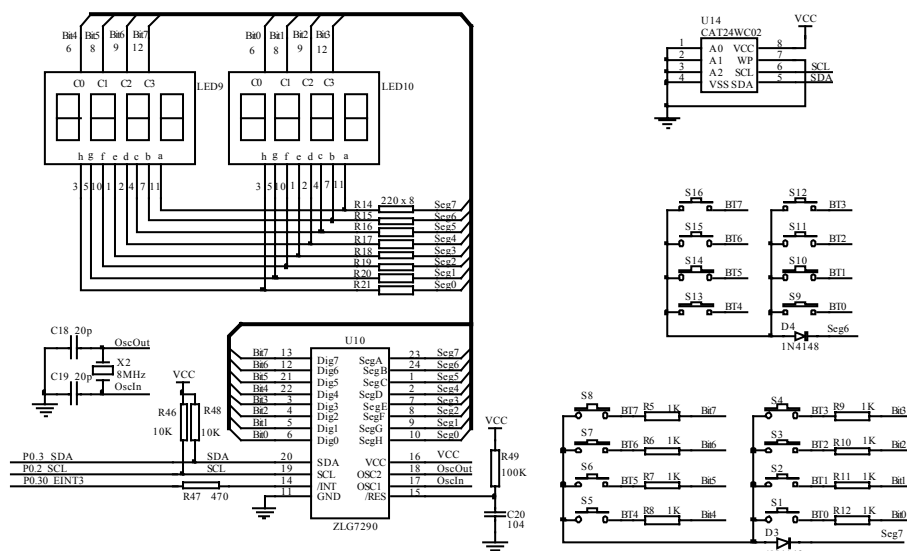 Bit4 Bit5 Bit6 Bit7
6 8 9 12
C0 C1 C2 C3
LED9
h g f e d c b a
3 5 10 1 2 4 7 11
Bit0 Bit1 Bit2 Bit3
6 8 9 12
C0 C1 C2 C3
LED10
h g f e d c b a
3 5 10 1 2 4 7 11
220 x 8
R14 Seg7
R15 Seg6
R16 Seg5
R17 Seg4
R18 Seg3
R19 Seg2
R20 Seg1
R21 Seg0
U14
CAT24WC02
VCC
1 A0 VCC 8
2 A1 WP 7
3 A2 SCL 6 SCL
4 VSS SDA 5 SDA
S16 BT7 S12 BT3
S15 BT6 S11 BT2
S14 BT5 S10 BT1
S13 BT4 S9 BT0
D4 Seg6
1N4148
C18 20p OscOut
X2
8MHz
C19 20p OscIn
VCC
R46 R48
10K 10K
U10
Bit7 13 Dig7 SegA 23 Seg7
Bit6 12 Dig6 SegB 24 Seg6
Bit5 21 Dig5 SegC 1 Seg5
Bit4 22 Dig4 SegD 2 Seg4
Bit3 3 Dig3 SegE 7 Seg3
Bit2 4 Dig2 SegF 8 Seg2
Bit1 5 Dig1 SegG 9 Seg1
Bit0 6 Dig0 SegH 10 Seg0
P0.3 SDA SDA 20 SDA VCC 16 VCC
P0.2 SCL SCL 19 SCL OSC2 18 OscOut
P0.30 EINT3 14 /INT OSC1 17 OscIn
R47 470 11 GND /RES 15
ZLG7290
VCC
R49
100K
C20
104
S8 BT7 R5 1K Bit7 S4 BT3 R9 1K Bit3
S7 BT6 R6 1K Bit6 S3 BT2 R10 1K Bit2
S6 BT5 R7 1K Bit5 S2 BT1 R11 1K Bit1
S5 BT4 R8 1K Bit4 S1 BT0 R12 1K Bit0
D3 Seg7